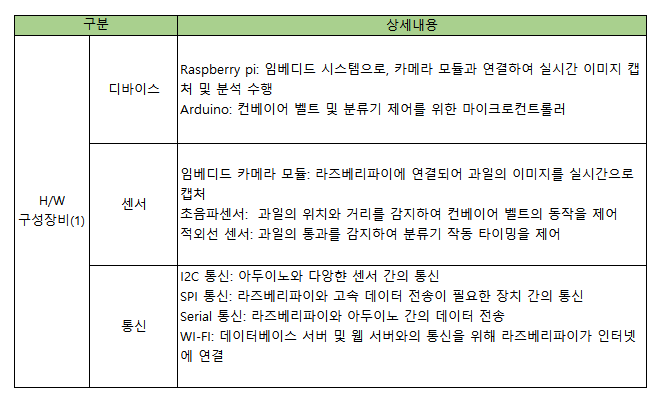 구분 상세내용
H/W
구성장비(1)
디바이스
Raspberry pi: 임베디드 시스템으로, 카메라 모듈과 연결하여 실시간 이미지 캡
처 및 분석 수행
Arduino: 컨베이어 벨트 및 분류기 제어를 위한 마이크로컨트롤러
센서
임베디드 카메라 모듈: 라즈베리파이에 연결되어 과일의 이미지를 실시간으로
캡처
초음파센서: 과일의 위치와 거리를 감지하여 컨베이어 벨트의 동작을 제어
적외선 센서: 과일의 통과를 감지하여 분류기 작동 타이밍을 제어
통신
I2C 통신: 아두이노와 다양햔 센서 간의 통신
SPI 통신: 라즈베리파이와 고속 데이터 전송이 필요한 장치 간의 통신
Serial 통신: 라즈베리파이와 아두이노 간의 데이터 전송
WI-FI: 데이터베이스 서버 및 웹 서버와의 통신을 위해 라즈베리파이가 인터넷
에 연결